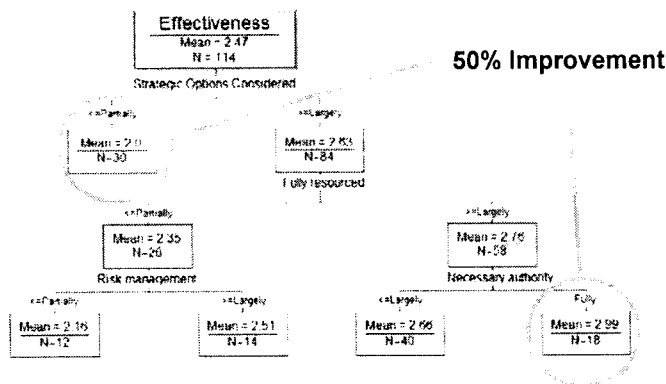 Effectiveness
Mean = 2.47
N = 114
50% Improvement
Strategic Options Considered
<=Partially
>=Largely
Mean = 2.0
N=30
Mean = 2.63
N=84
Fully resourced
<=Partially
>=Largely
Mean = 2.35
N=26
Mean = 2.76
N=58
Risk management
Necessary authority
<=Partially
>=Largely
<=Largely
Fully
Mean = 2.16
N=12
Mean = 2.51
N=14
Mean = 2.66
N=40
Mean = 2.99
N=18